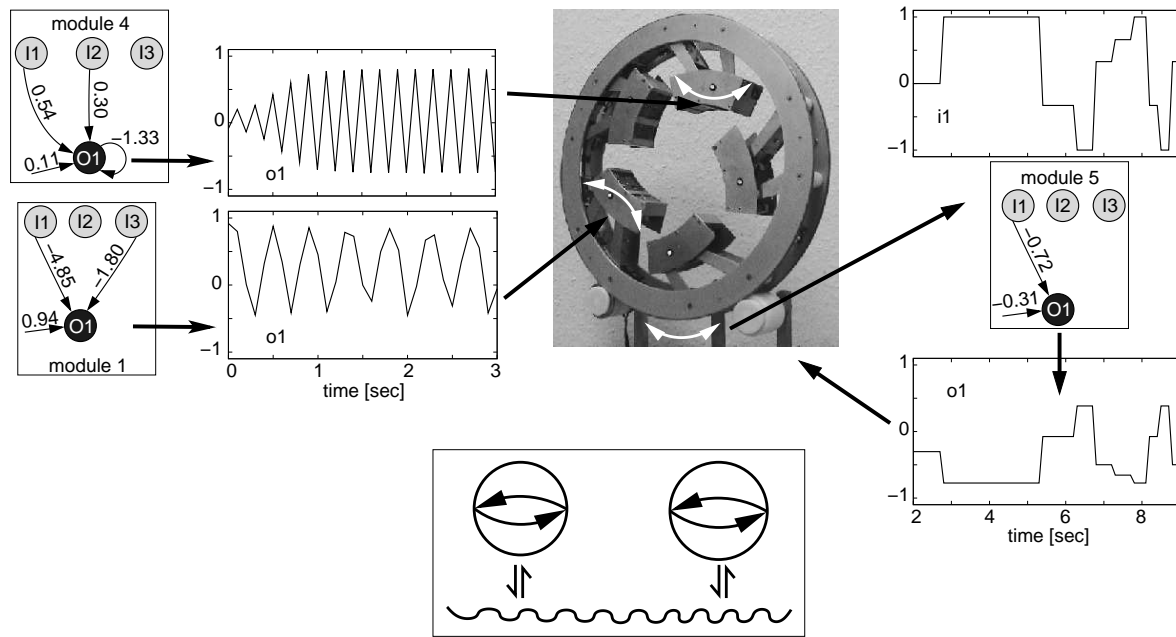 module 4
I1 I2 I3
0.54
0.30
−1.33
0.11
O1
1
0
−1
o1
module 1
I1 I2 I3
−4.85
−1.80
0.94
O1
1
0
−1
o1
0 1 2 3
time [sec]
1
0
−1
i1
module 5
I1 I2 I3
−0.72
−0.31
O1
1
0
−1
o1
2 4 6 8
time [sec]